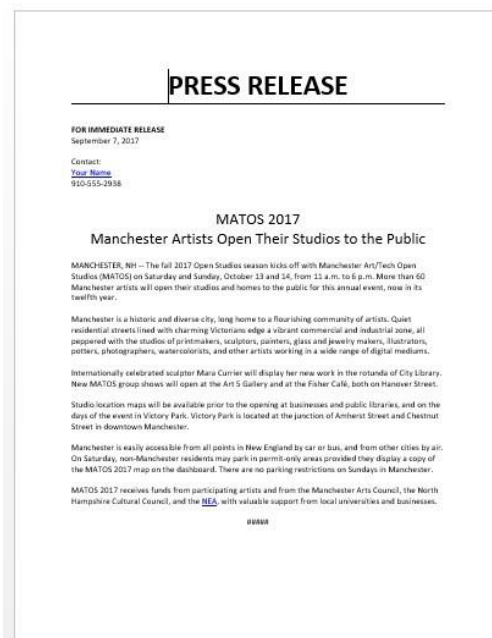 PRESS RELEASE
FOR IMMEDIATE RELEASE
September 7, 2017
Contact:
Your Name
910-555-2938
MATOS 2017
Manchester Artists Open Their Studios to the Public
MANCHESTER, NH -- The fall 2017 Open Studios season kicks off with Manchester Art/Tech Open
Studios (MATOS) on Saturday and Sunday, October 13 and 14, from 11 a.m. to 6 p.m. More than 60
Manchester artists will open their studios and homes to the public for this annual event, now in its
twelfth year.
Manchester is a historic and diverse city, long home to a flourishing community of artists. Quiet
residential streets lined with charming Victorians edge a vibrant commercial and industrial zone, all
peppered with the studios of printmakers, sculptors, painters, glass and jewelry makers, illustrators,
potters, photographers, watercolorists, and other artists working in a wide range of digital mediums.
Internationally celebrated sculptor Mara Currier will display her new work in the rotunda of City Library.
New MATOS group shows will open at the Art 5 Gallery and at the Fisher Café, both on Hanover Street.
Studio location maps will be available prior to the opening at businesses and public libraries, and on the
days of the event in Victory Park. Victory Park is located at the junction of Amherst Street and Chestnut
Street in downtown Manchester.
Manchester is easily accessible from all points in New England by car or bus, and from other cities by air.
On Saturday, non-Manchester residents may park in permit-only areas provided they display a copy of
the MATOS 2017 map on the dashboard. There are no parking restrictions on Sundays in Manchester.
MATOS 2017 receives funds from participating artists and from the Manchester Arts Council, the North
Hampshire Cultural Council, and the NEA, with valuable support from local universities and businesses.